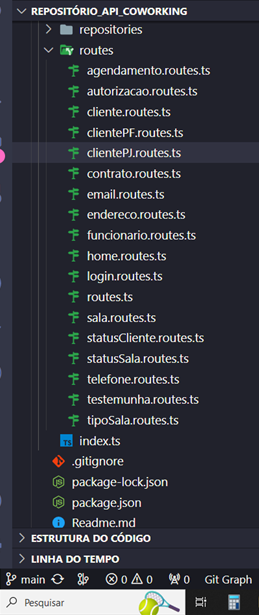 REPOSITÓRIO_API_COWORKING
repositories
routes
agendamento.routes.ts
autorizacao.routes.ts
cliente.routes.ts
clientePF.routes.ts
clientePJ.routes.ts
contrato.routes.ts
email.routes.ts
endereco.routes.ts
funcionario.routes.ts
home.routes.ts
login.routes.ts
routes.ts
sala.routes.ts
statusCliente.routes.ts
statusSala.routes.ts
telefone.routes.ts
testemunha.routes.ts
tipoSala.routes.ts
TS index.ts
.gitignore
package-lock.json
package.json
Readme.md
ESTRUTURA DO CÓDIGO
LINHA DO TEMPO
main 0 0 0 Git Graph
Pesquisar